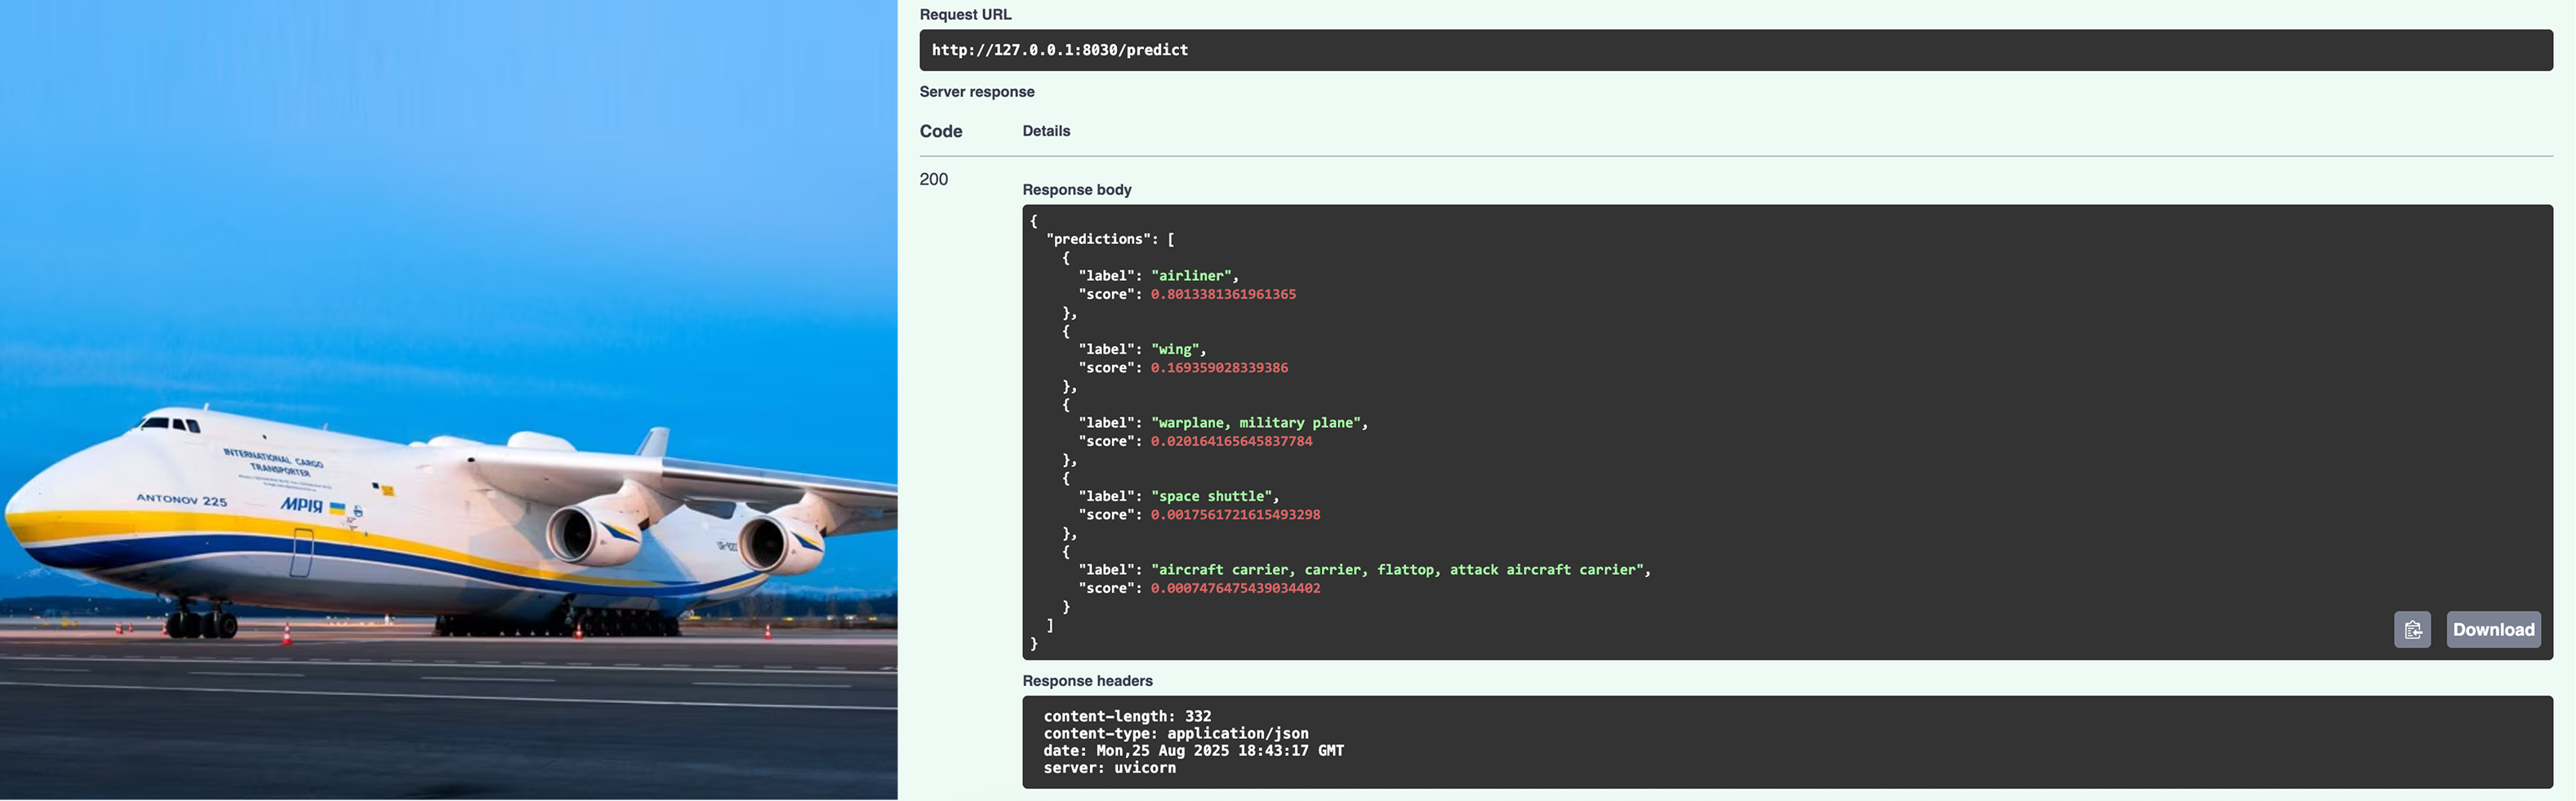 INTERNATIONAL CARGO
TRANSPORTER
ANTONOV 225
МРІЯ
Request URL
http://127.0.0.1:8030/predict
Server response
Code Details
200
Response body
{
"predictions": [
{
"label": "airliner",
"score": 0.8013381361961365
},
{
"label": "wing",
"score": 0.169359028339386
},
{
"label": "warplane, military plane",
"score": 0.020164165645837784
},
{
"label": "space shuttle",
"score": 0.0017561721615493298
},
{
"label": "aircraft carrier, carrier, flattop, attack aircraft carrier",
"score": 0.0007476475439034402
}
]
}
Download
Response headers
content-length: 332
content-type: application/json
date: Mon,25 Aug 2025 18:43:17 GMT
server: uvicorn